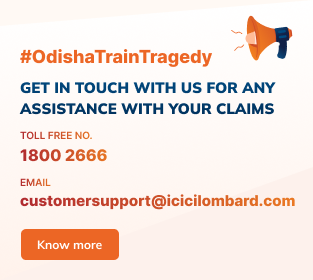 #OdishaTrainTragedy
GET IN TOUCH WITH US FOR ANY
ASSISTANCE WITH YOUR CLAIMS
TOLL FREE NO.
1800 2666
EMAIL
customersupport@icicilombard.com
Know more